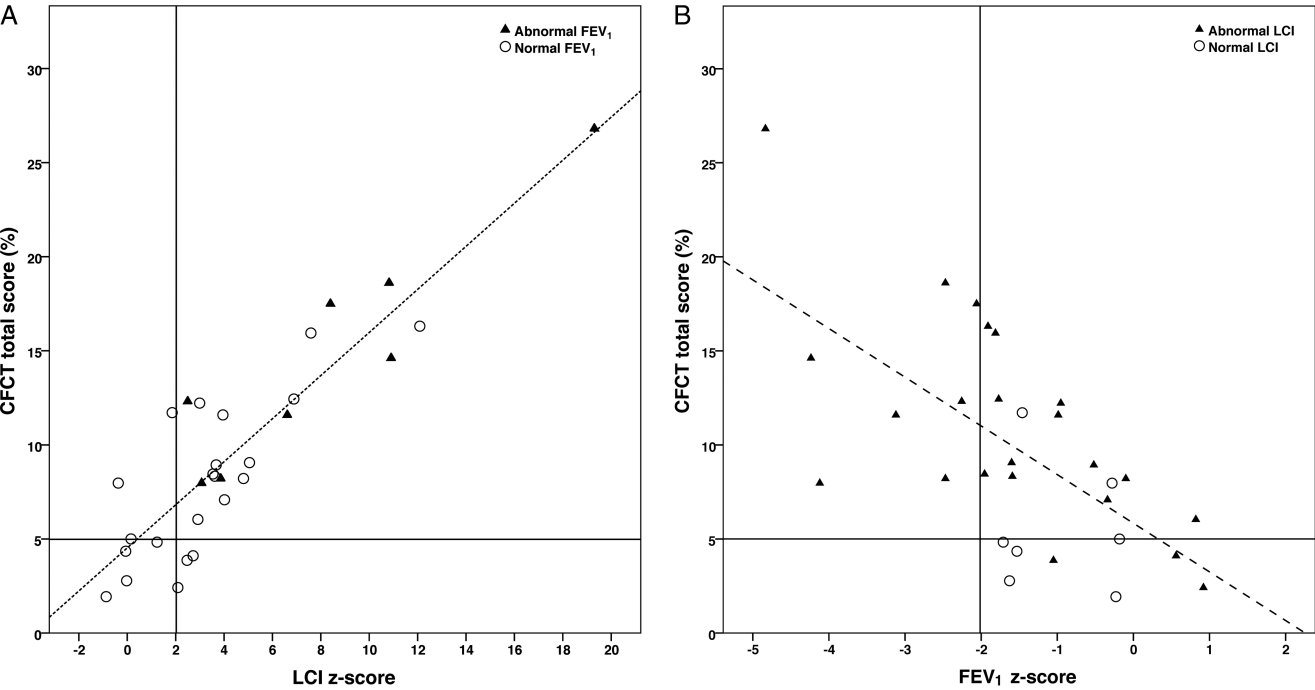 A
Abnormal FEV1
Normal FEV1
CFCT total score (%)
30
25
20
15
10
5
0
-2 0 2 4 6 8 10 12 14 16 18 20
LCI z-score
B
Abnormal LCI
Normal LCI
CFCT total score (%)
30
25
20
15
10
5
0
-5 -4 -3 -2 -1 0 1 2
FEV1 z-score